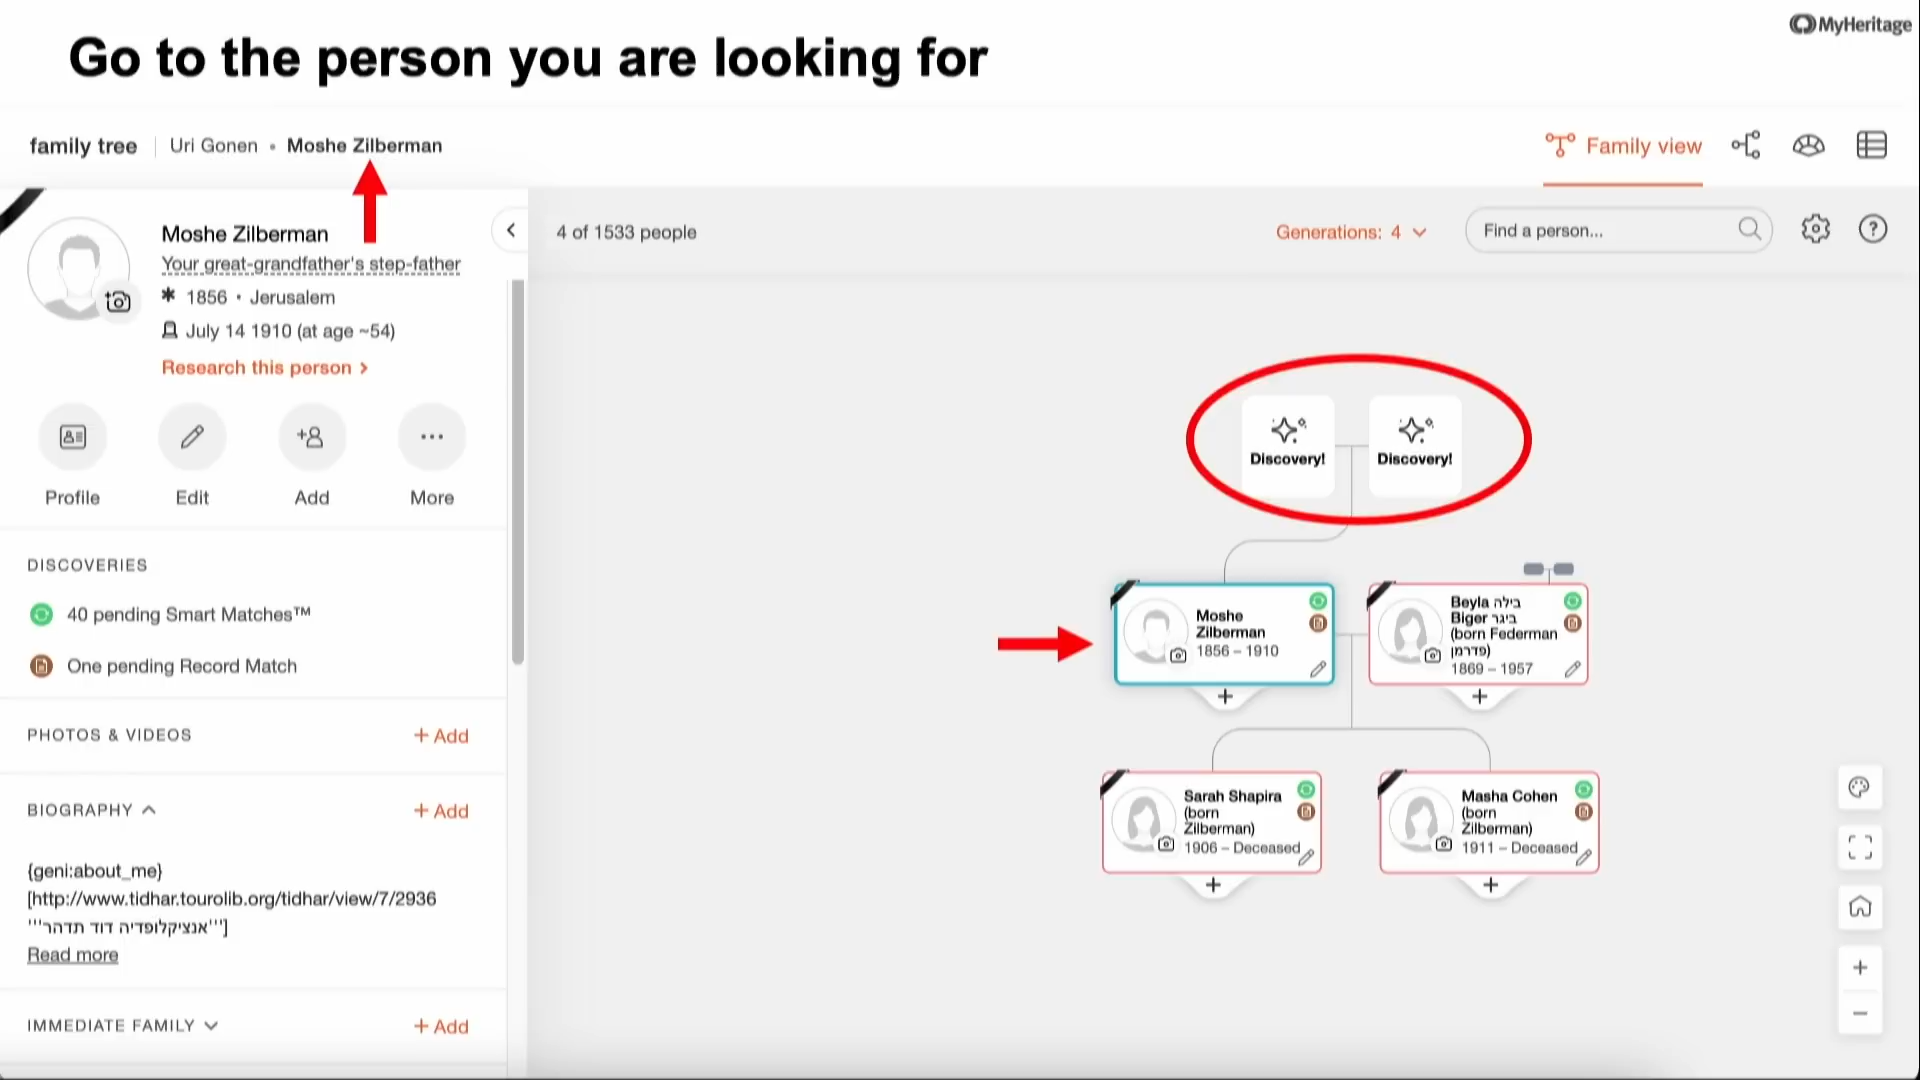 MyHeritage
Go to the person you are looking for
family tree
Uri Gonen • Moshe Zilberman
Family view
Moshe Zilberman
Your great-grandfather's step-father
1856 • Jerusalem
July 14 1910 (at age ~54)
Research this person >
Profile
Edit
Add
More
DISCOVERIES
40 pending Smart Matches™
One pending Record Match
PHOTOS & VIDEOS
+ Add
BIOGRAPHY
+ Add
{geni:about_me}
[http://www.tidhar.tourolib.org/tidhar/view/7/2936
'''אנציקלופדיה דוד תדהר''']
Read more
IMMEDIATE FAMILY
+ Add
4 of 1533 people
Generations: 4
Find a person...
?
Discovery!
Discovery!
Moshe
Zilberman
1856 – 1910
Beyla בילה
Biger ביגר
(born Federman
פדרמן)
1869 – 1957
Sarah Shapira
(born
Zilberman)
1906 – Deceased
Masha Cohen
(born
Zilberman)
1911 – Deceased